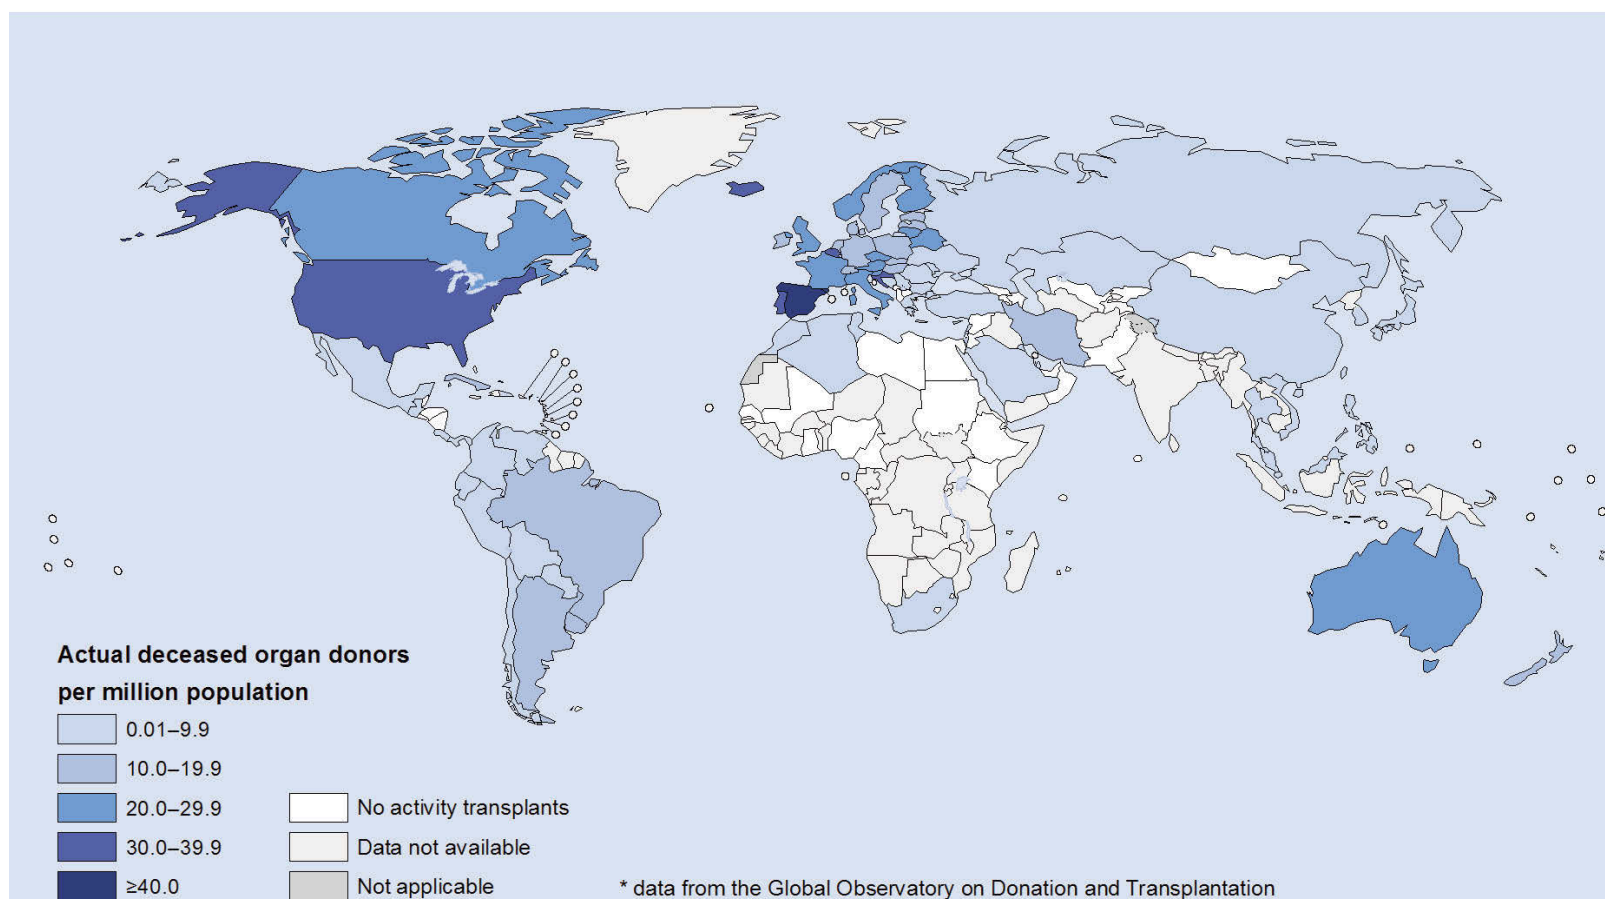 Actual deceased organ donors
per million population
0.01–9.9
10.0–19.9
20.0–29.9
30.0–39.9
≥40.0
No activity transplants
Data not available
Not applicable
* data from the Global Observatory on Donation and Transplantation